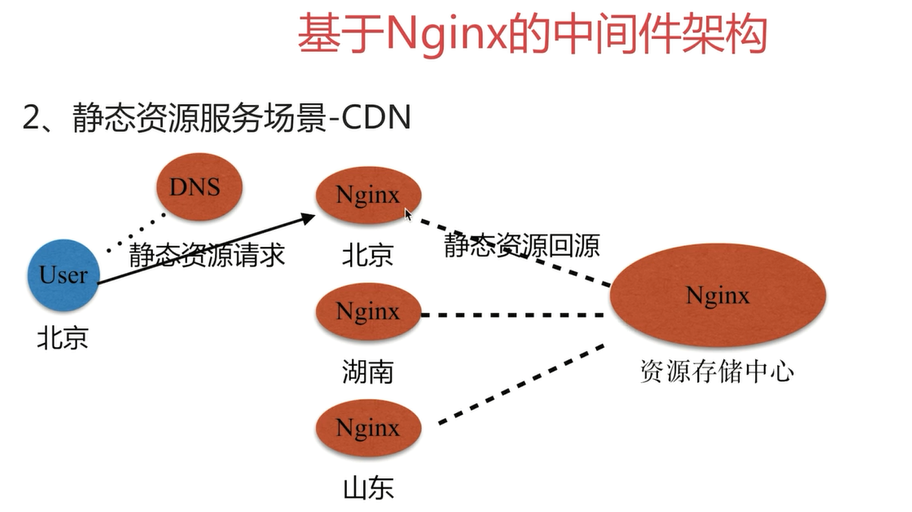 基于Nginx的中间件架构
2、静态资源服务场景-CDN
DNS
Nginx
静态资源请求
北京
静态资源回源
User
北京
Nginx
湖南
Nginx
资源存储中心
Nginx
山东